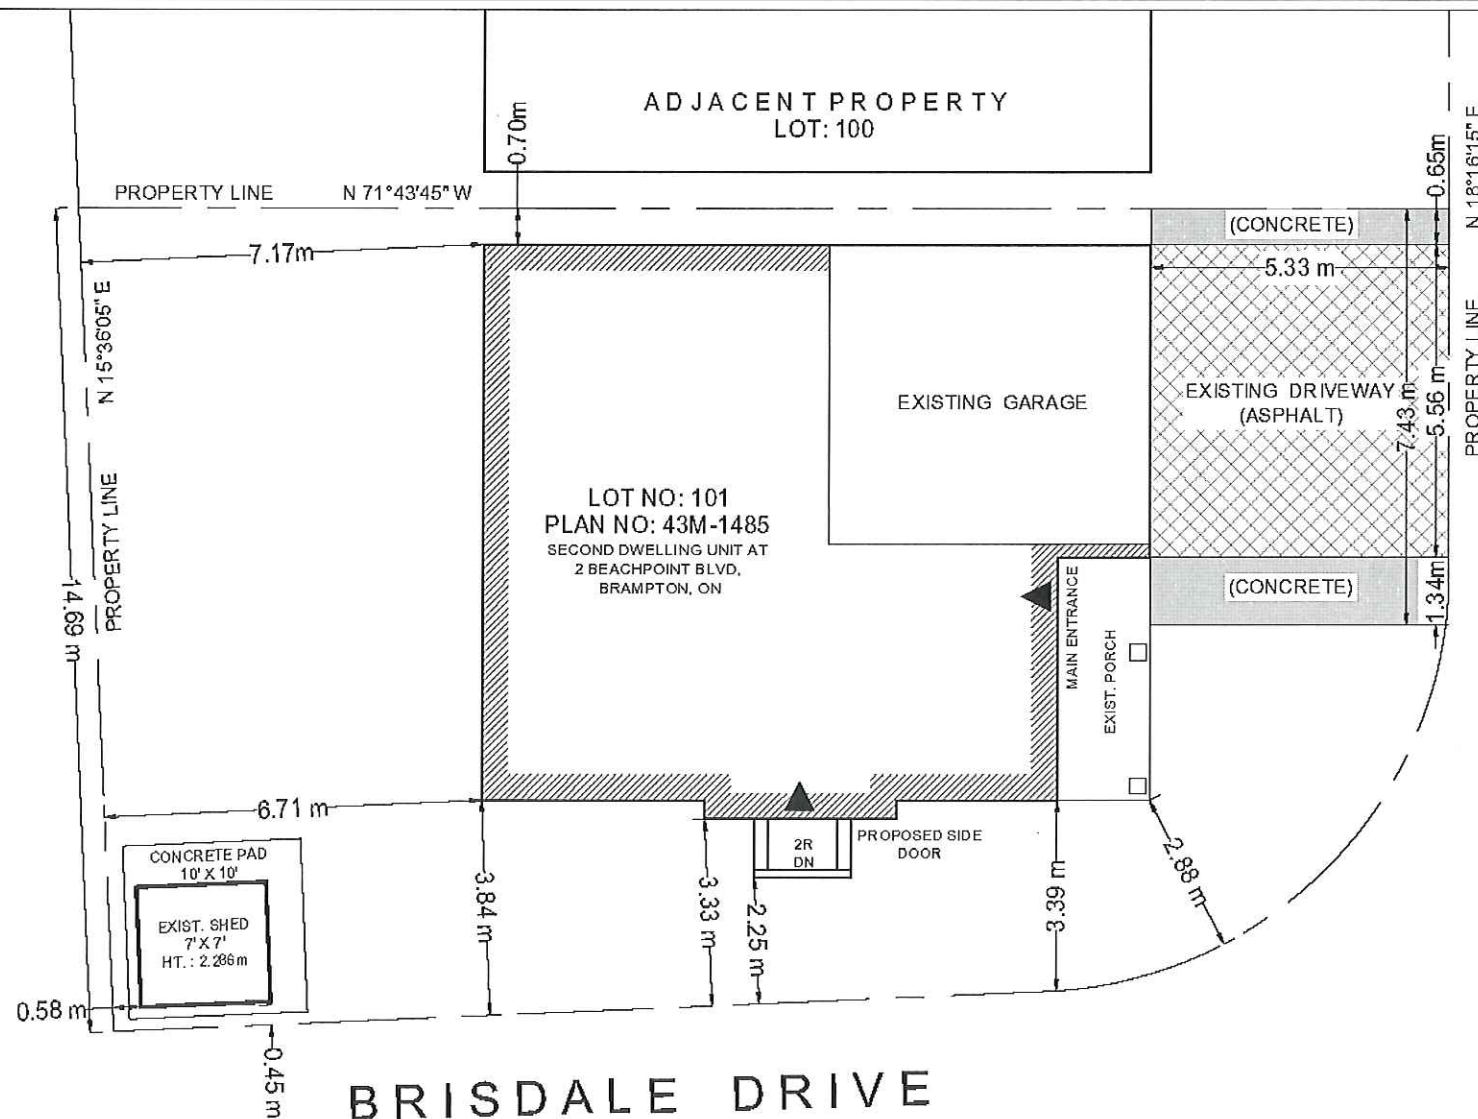 ADJACENT PROPERTY
LOT: 100
0.70m
0.65m
N 18°16'15" E
PROPERTY LINE N 71°43'45" W
(CONCRETE)
7.17m
5.33 m
N 15°36'05" E
PROPERTY LINE
EXISTING GARAGE
EXISTING DRIVEWAY
(ASPHALT)
7.43 m
5.56 m
PROPERTY LINE
LOT NO: 101
PLAN NO: 43M-1485
SECOND DWELLING UNIT AT
2 BEACHPOINT BLVD,
BRAMPTON, ON
14.69 m
MAIN ENTRANCE
EXIST. PORCH
(CONCRETE)
1.34m
6.71 m
PROPOSED SIDE
DOOR
2R
DN
CONCRETE PAD
10' X 10'
EXIST. SHED
7' X 7'
HT. : 2.286m
3.84 m
3.33 m
2.25 m
3.39 m
2.88 m
0.58 m
0.45 m
BRISDALE DRIVE